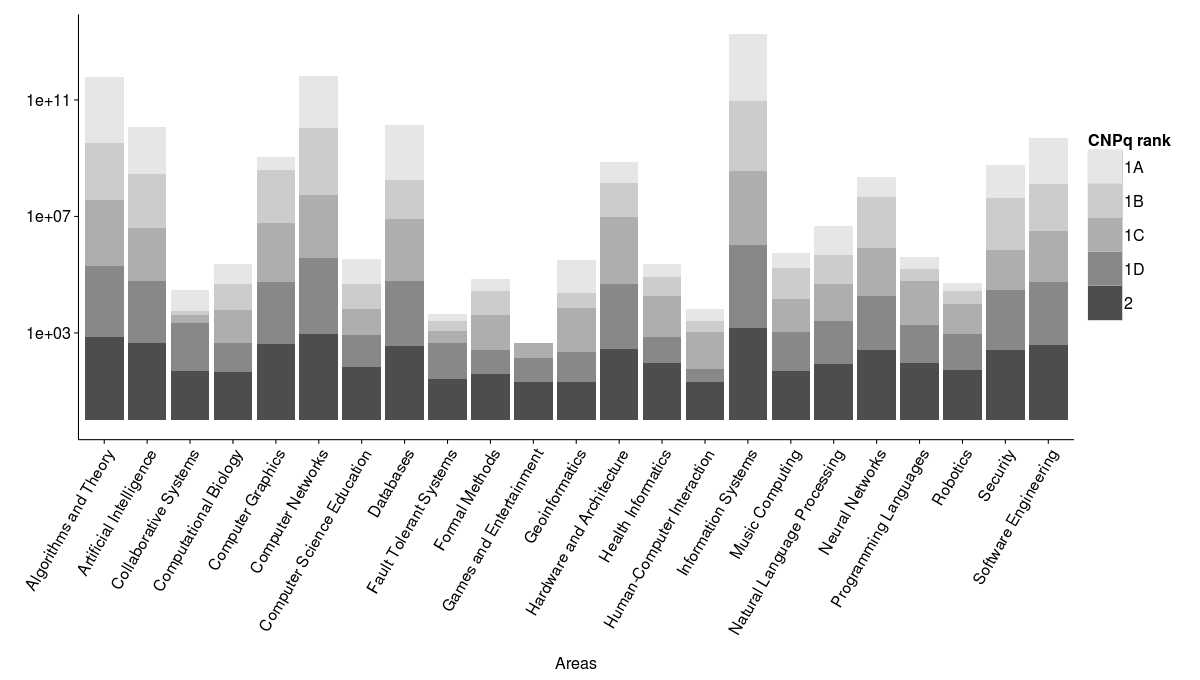 1e+11
1e+07
1e+03
CNPq rank
1A
1B
1C
1D
2
Algorithms and Theory
Artificial Intelligence
Collaborative Systems
Computational Biology
Computer Graphics
Computer Networks
Computer Science Education
Databases
Fault Tolerant Systems
Formal Methods
Games and Entertainment
Geoinformatics
Hardware and Architecture
Health Informatics
Human-Computer Interaction
Information Systems
Music Computing
Natural Language Processing
Neural Networks
Programming Languages
Robotics
Security
Software Engineering
Areas